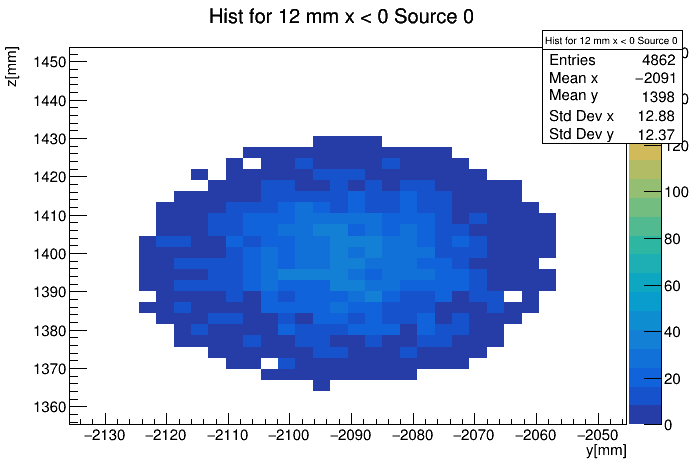 Hist for 12 mm x < 0 Source 0
z[mm]
Hist for 12 mm x < 0 Source 0
Entries 4862
Mean x −2091
Mean y 1398
Std Dev x 12.88
Std Dev y 12.37
1450
1440
1430
1420
1410
1400
1390
1380
1370
1360
120
100
80
60
40
20
0
−2130 −2120 −2110 −2100 −2090 −2080 −2070 −2060 −2050
y[mm]